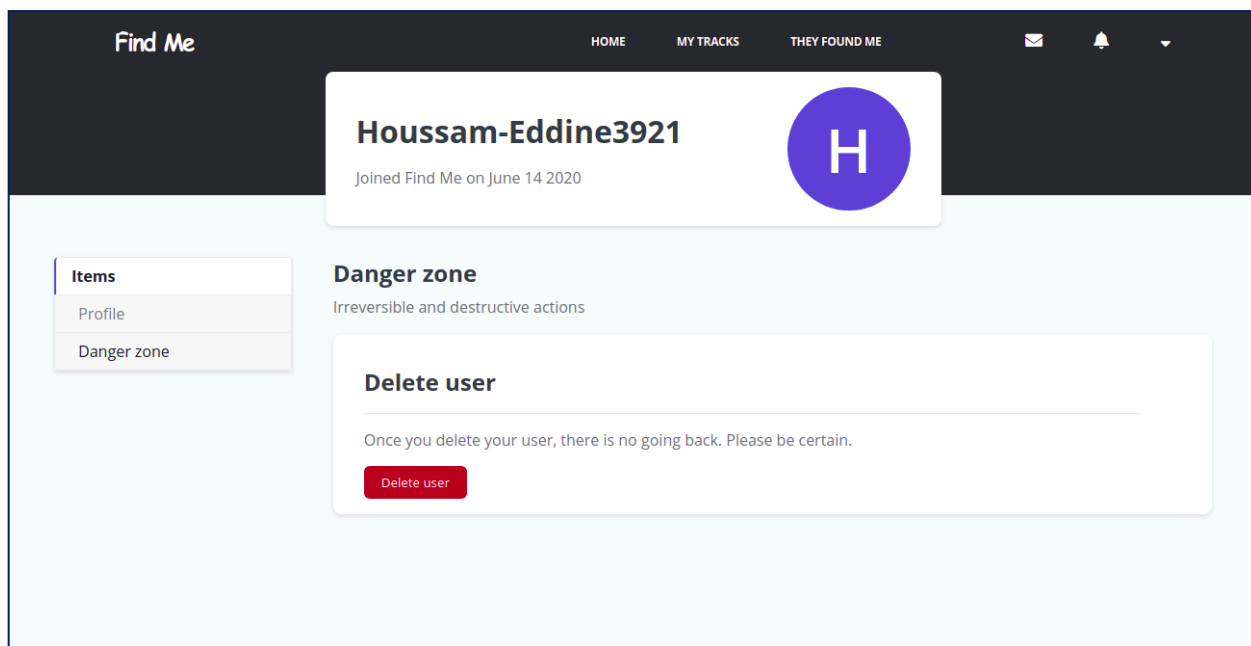 Find Me
HOME MY TRACKS THEY FOUND ME
Houssam-Eddine3921
Joined Find Me on June 14 2020
H
Items
Profile
Danger zone
Danger zone
Irreversible and destructive actions
Delete user
Once you delete your user, there is no going back. Please be certain.
Delete user